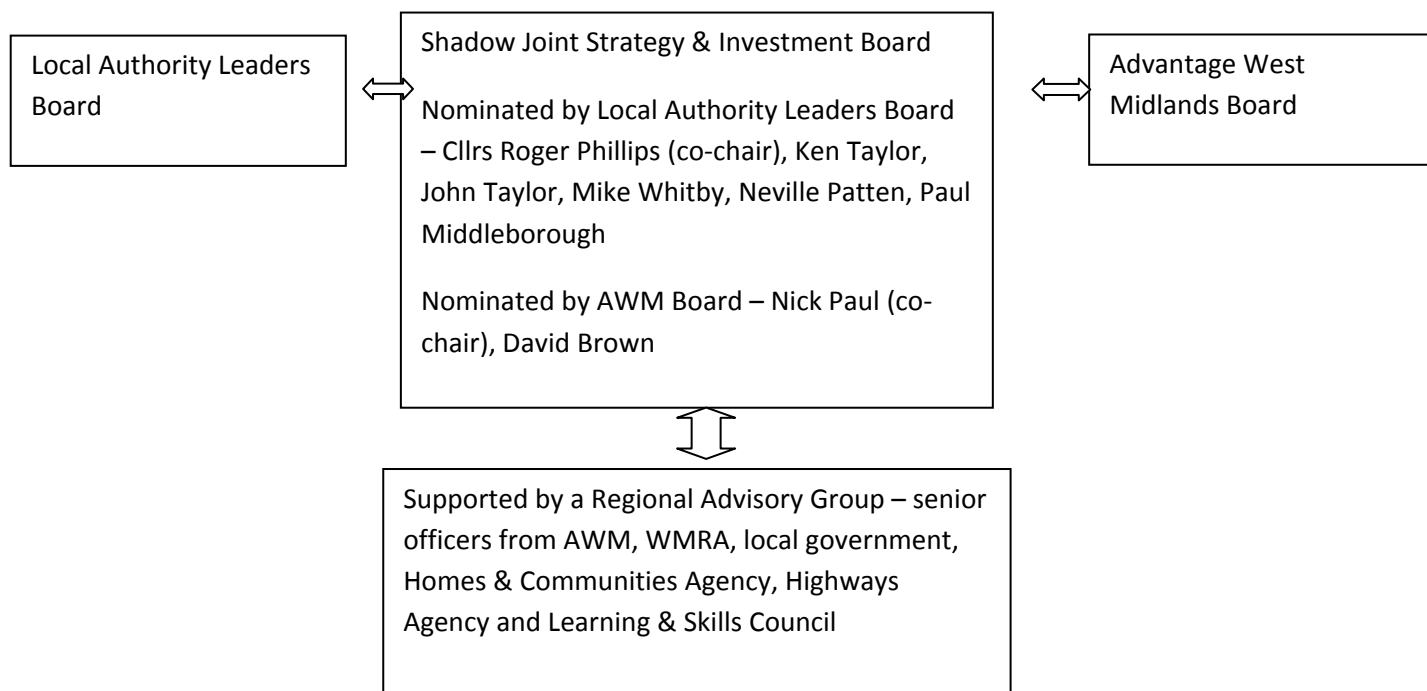 Local Authority Leaders
Board
Shadow Joint Strategy & Investment Board
Nominated by Local Authority Leaders Board
– Cllrs Roger Phillips (co-chair), Ken Taylor,
John Taylor, Mike Whitby, Neville Patten, Paul
Middleborough
Nominated by AWM Board – Nick Paul (co-
chair), David Brown
Advantage West
Midlands Board
Supported by a Regional Advisory Group – senior
officers from AWM, WMRA, local government,
Homes & Communities Agency, Highways
Agency and Learning & Skills Council